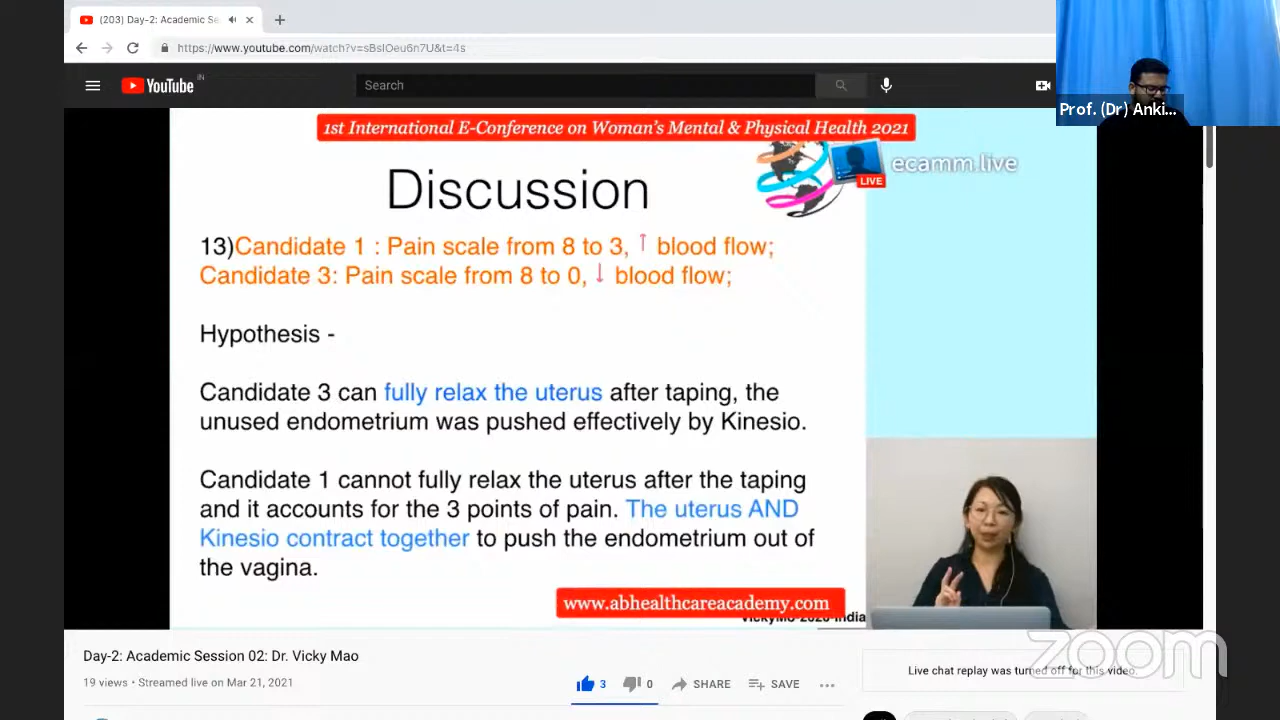 (203) Day-2: Academic Se
https://www.youtube.com/watch?v=sBslOeu6n7U&t=4s
YouTube IN
Search
Prof. (Dr) Anki...
1st International E-Conference on Woman's Mental & Physical Health 2021
ecamm.live
LIVE
Discussion
13)Candidate 1 : Pain scale from 8 to 3, ↑ blood flow;
Candidate 3: Pain scale from 8 to 0, ↓ blood flow;
Hypothesis -
Candidate 3 can fully relax the uterus after taping, the
unused endometrium was pushed effectively by Kinesio.
Candidate 1 cannot fully relax the uterus after the taping
and it accounts for the 3 points of pain. The uterus AND
Kinesio contract together to push the endometrium out of
the vagina.
www.abhealthcareacademy.com
Day-2: Academic Session 02: Dr. Vicky Mao
19 views • Streamed live on Mar 21, 2021
3 0 SHARE SAVE ...
Live chat replay was turned off for this video.
zoom